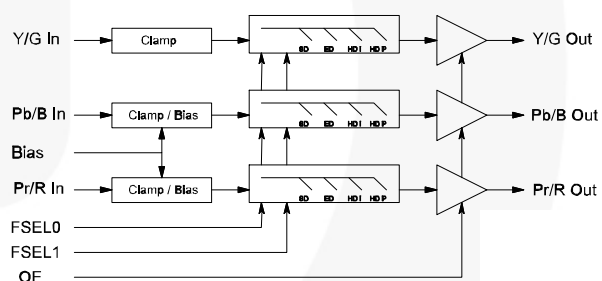 Y/G In Clamp SD ED HDI HDP Y/G Out
Pb/B In Clamp / Bias SD ED HDI HDP Pb/B Out
Bias
Pr/R In Clamp / Bias SD ED HDI HDP Pr/R Out
FSEL0
FSEL1
OE